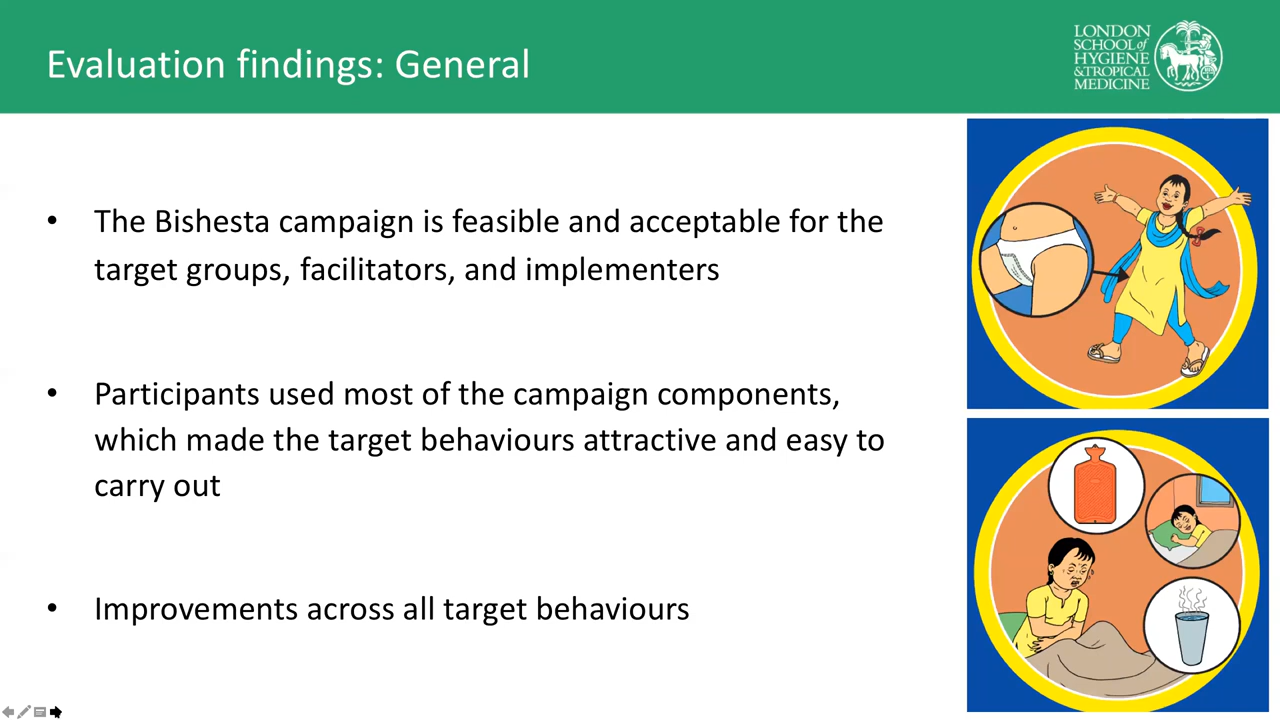 Evaluation findings: General
LONDON
SCHOOL of
HYGIENE
& TROPICAL
MEDICINE
• The Bishesta campaign is feasible and acceptable for the
target groups, facilitators, and implementers
• Participants used most of the campaign components,
which made the target behaviours attractive and easy to
carry out
• Improvements across all target behaviours